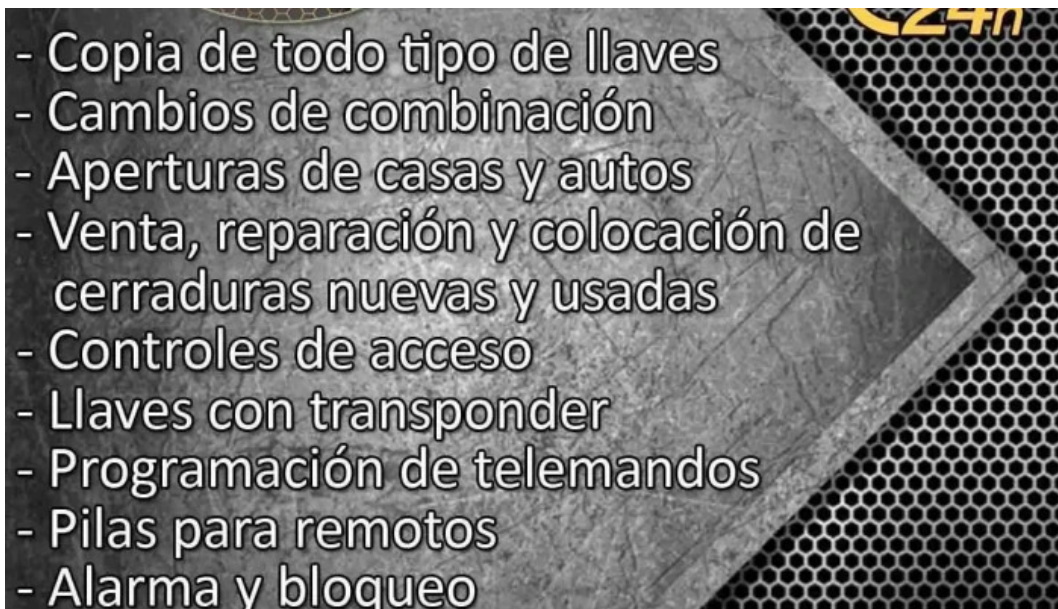 24h
- Copia de todo tipo de llaves
- Cambios de combinación
- Aperturas de casas y autos
- Venta, reparación y colocación de
cerraduras nuevas y usadas
- Controles de acceso
- Llaves con transponder
- Programación de telemandos
- Pilas para remotos
- Alarma y bloqueo